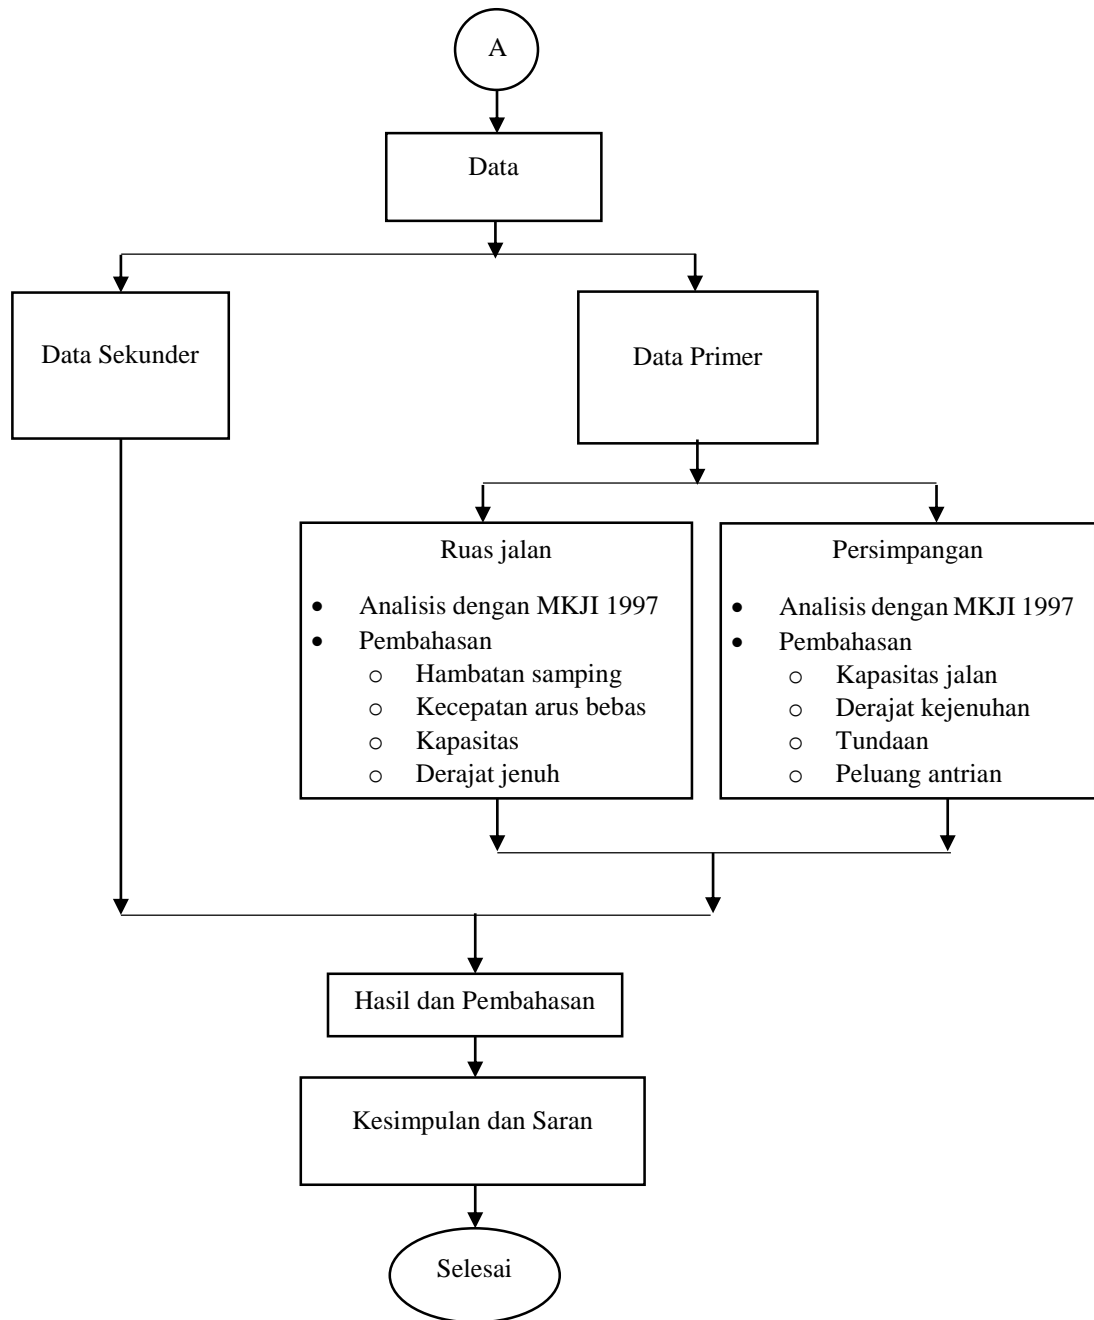 A
Data
Data Sekunder
Data Primer
Ruas jalan
• Analisis dengan MKJI 1997
• Pembahasan
o Hambatan samping
o Kecepatan arus bebas
o Kapasitas
o Derajat jenuh
Persimpangan
• Analisis dengan MKJI 1997
• Pembahasan
o Kapasitas jalan
o Derajat kejenuhan
o Tundaan
o Peluang antrian
Hasil dan Pembahasan
Kesimpulan dan Saran
Selesai